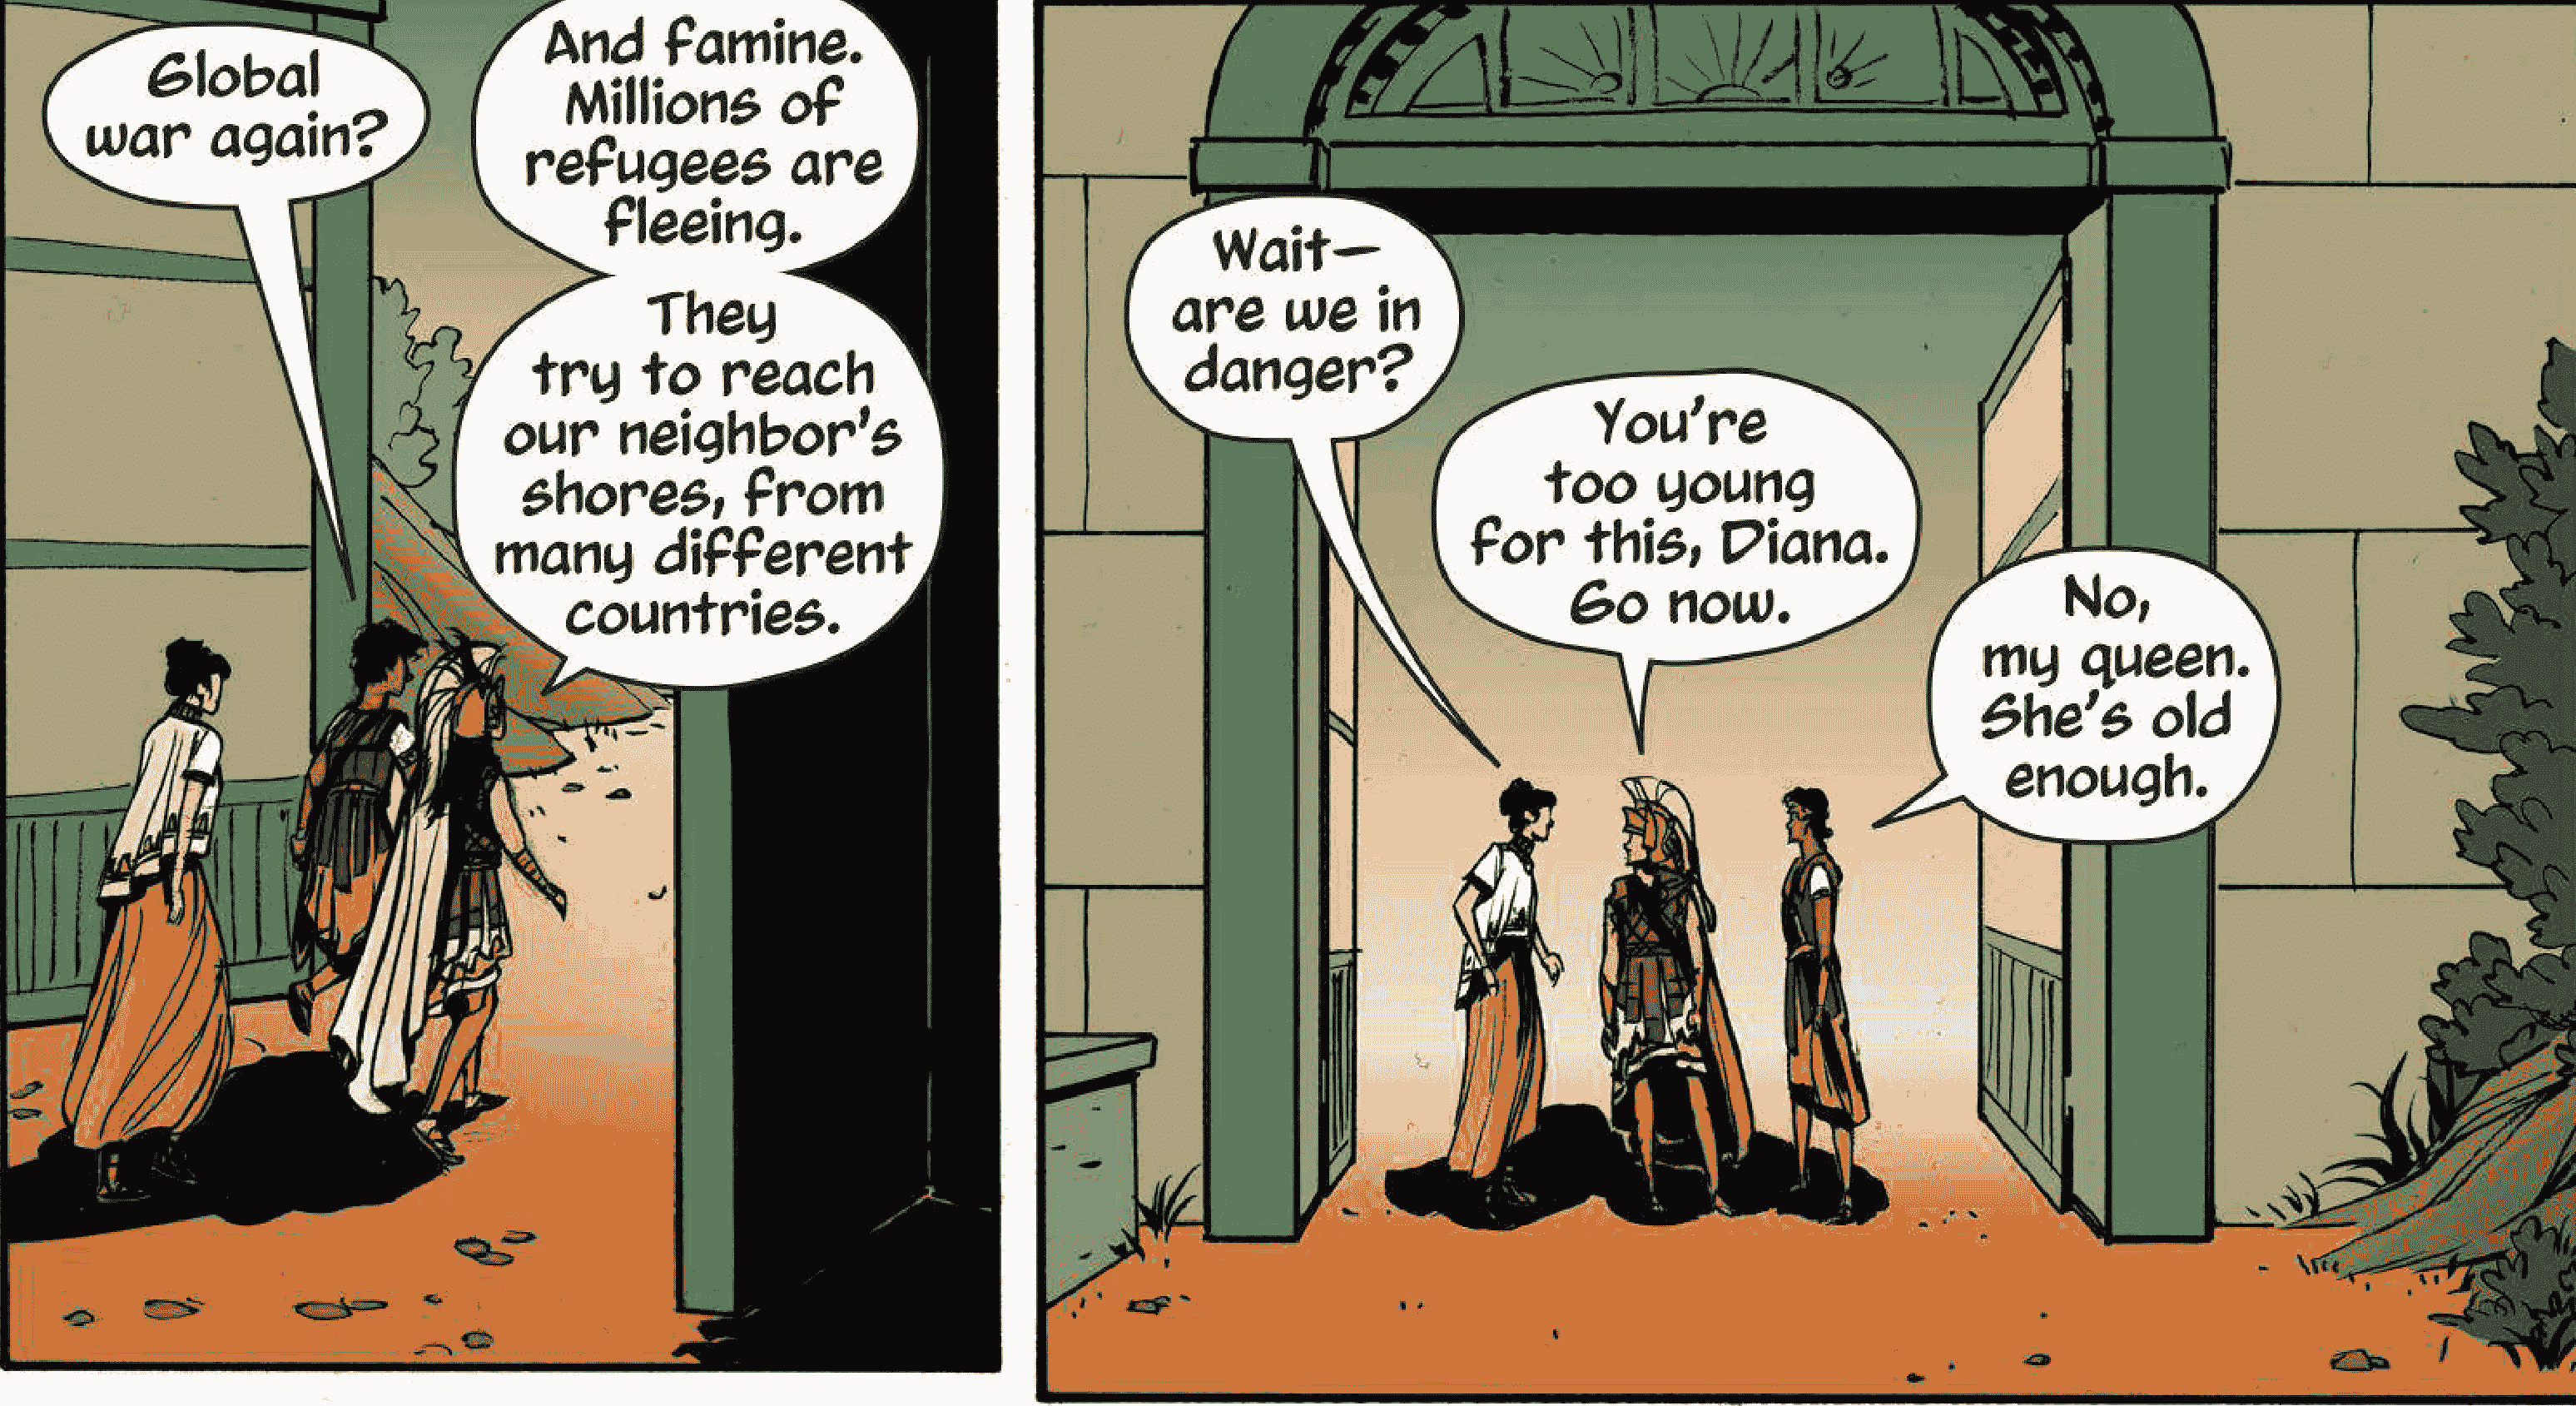 Global
war again?
And famine.
Millions of
refugees are
fleeing.
They
try to reach
our neighbor's
shores, from
many different
countries.
Wait—
are we in
danger?
You're
too young
for this, Diana.
Go now.
No,
my queen.
She's old
enough.